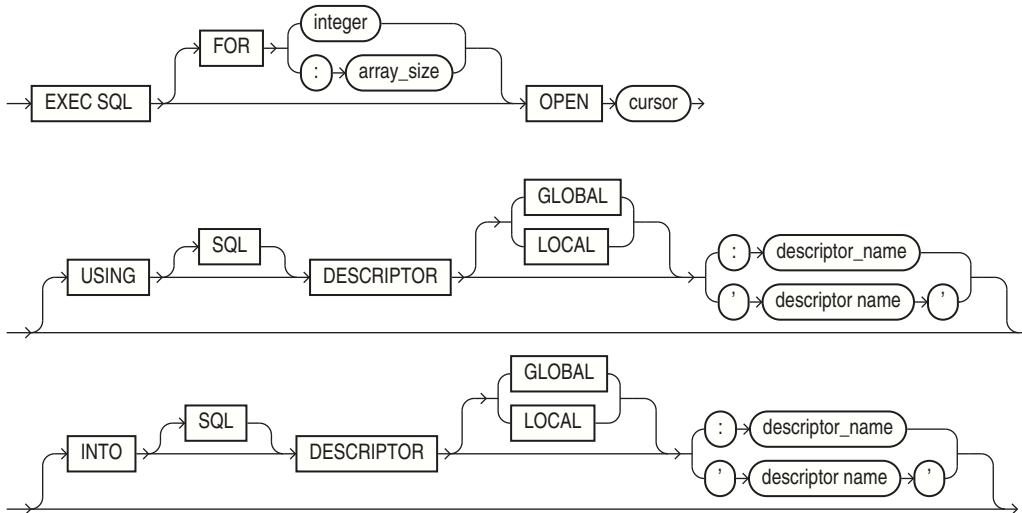 integer
FOR
: array_size
EXEC SQL OPEN cursor
GLOBAL
SQL LOCAL : descriptor_name
USING DESCRIPTOR ' descriptor name '
GLOBAL
SQL LOCAL : descriptor_name
INTO DESCRIPTOR ' descriptor name '